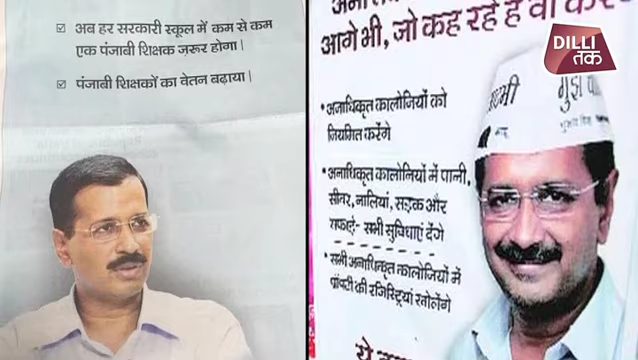 अब हर सरकारी स्कूल में कम से कम
एक पंजाबी शिक्षक ज़रूर होगा।
पंजाबी शिक्षकों का वेतन बढ़ाया।
आगे भी, जो कह रहे हैं वो
DILLI
तक
अनाधिकृत कालोनियों को
नियमित करेंगे
अनाधिकृत कालोनियों में पानी,
सीवर, नालियां, सड़क और
सफाई- सभी सुविधाएं देंगे
सभी अनाधिकृत कालोनियों में
प्रॉपर्टी की रजिस्ट्रियां खोलेंगे